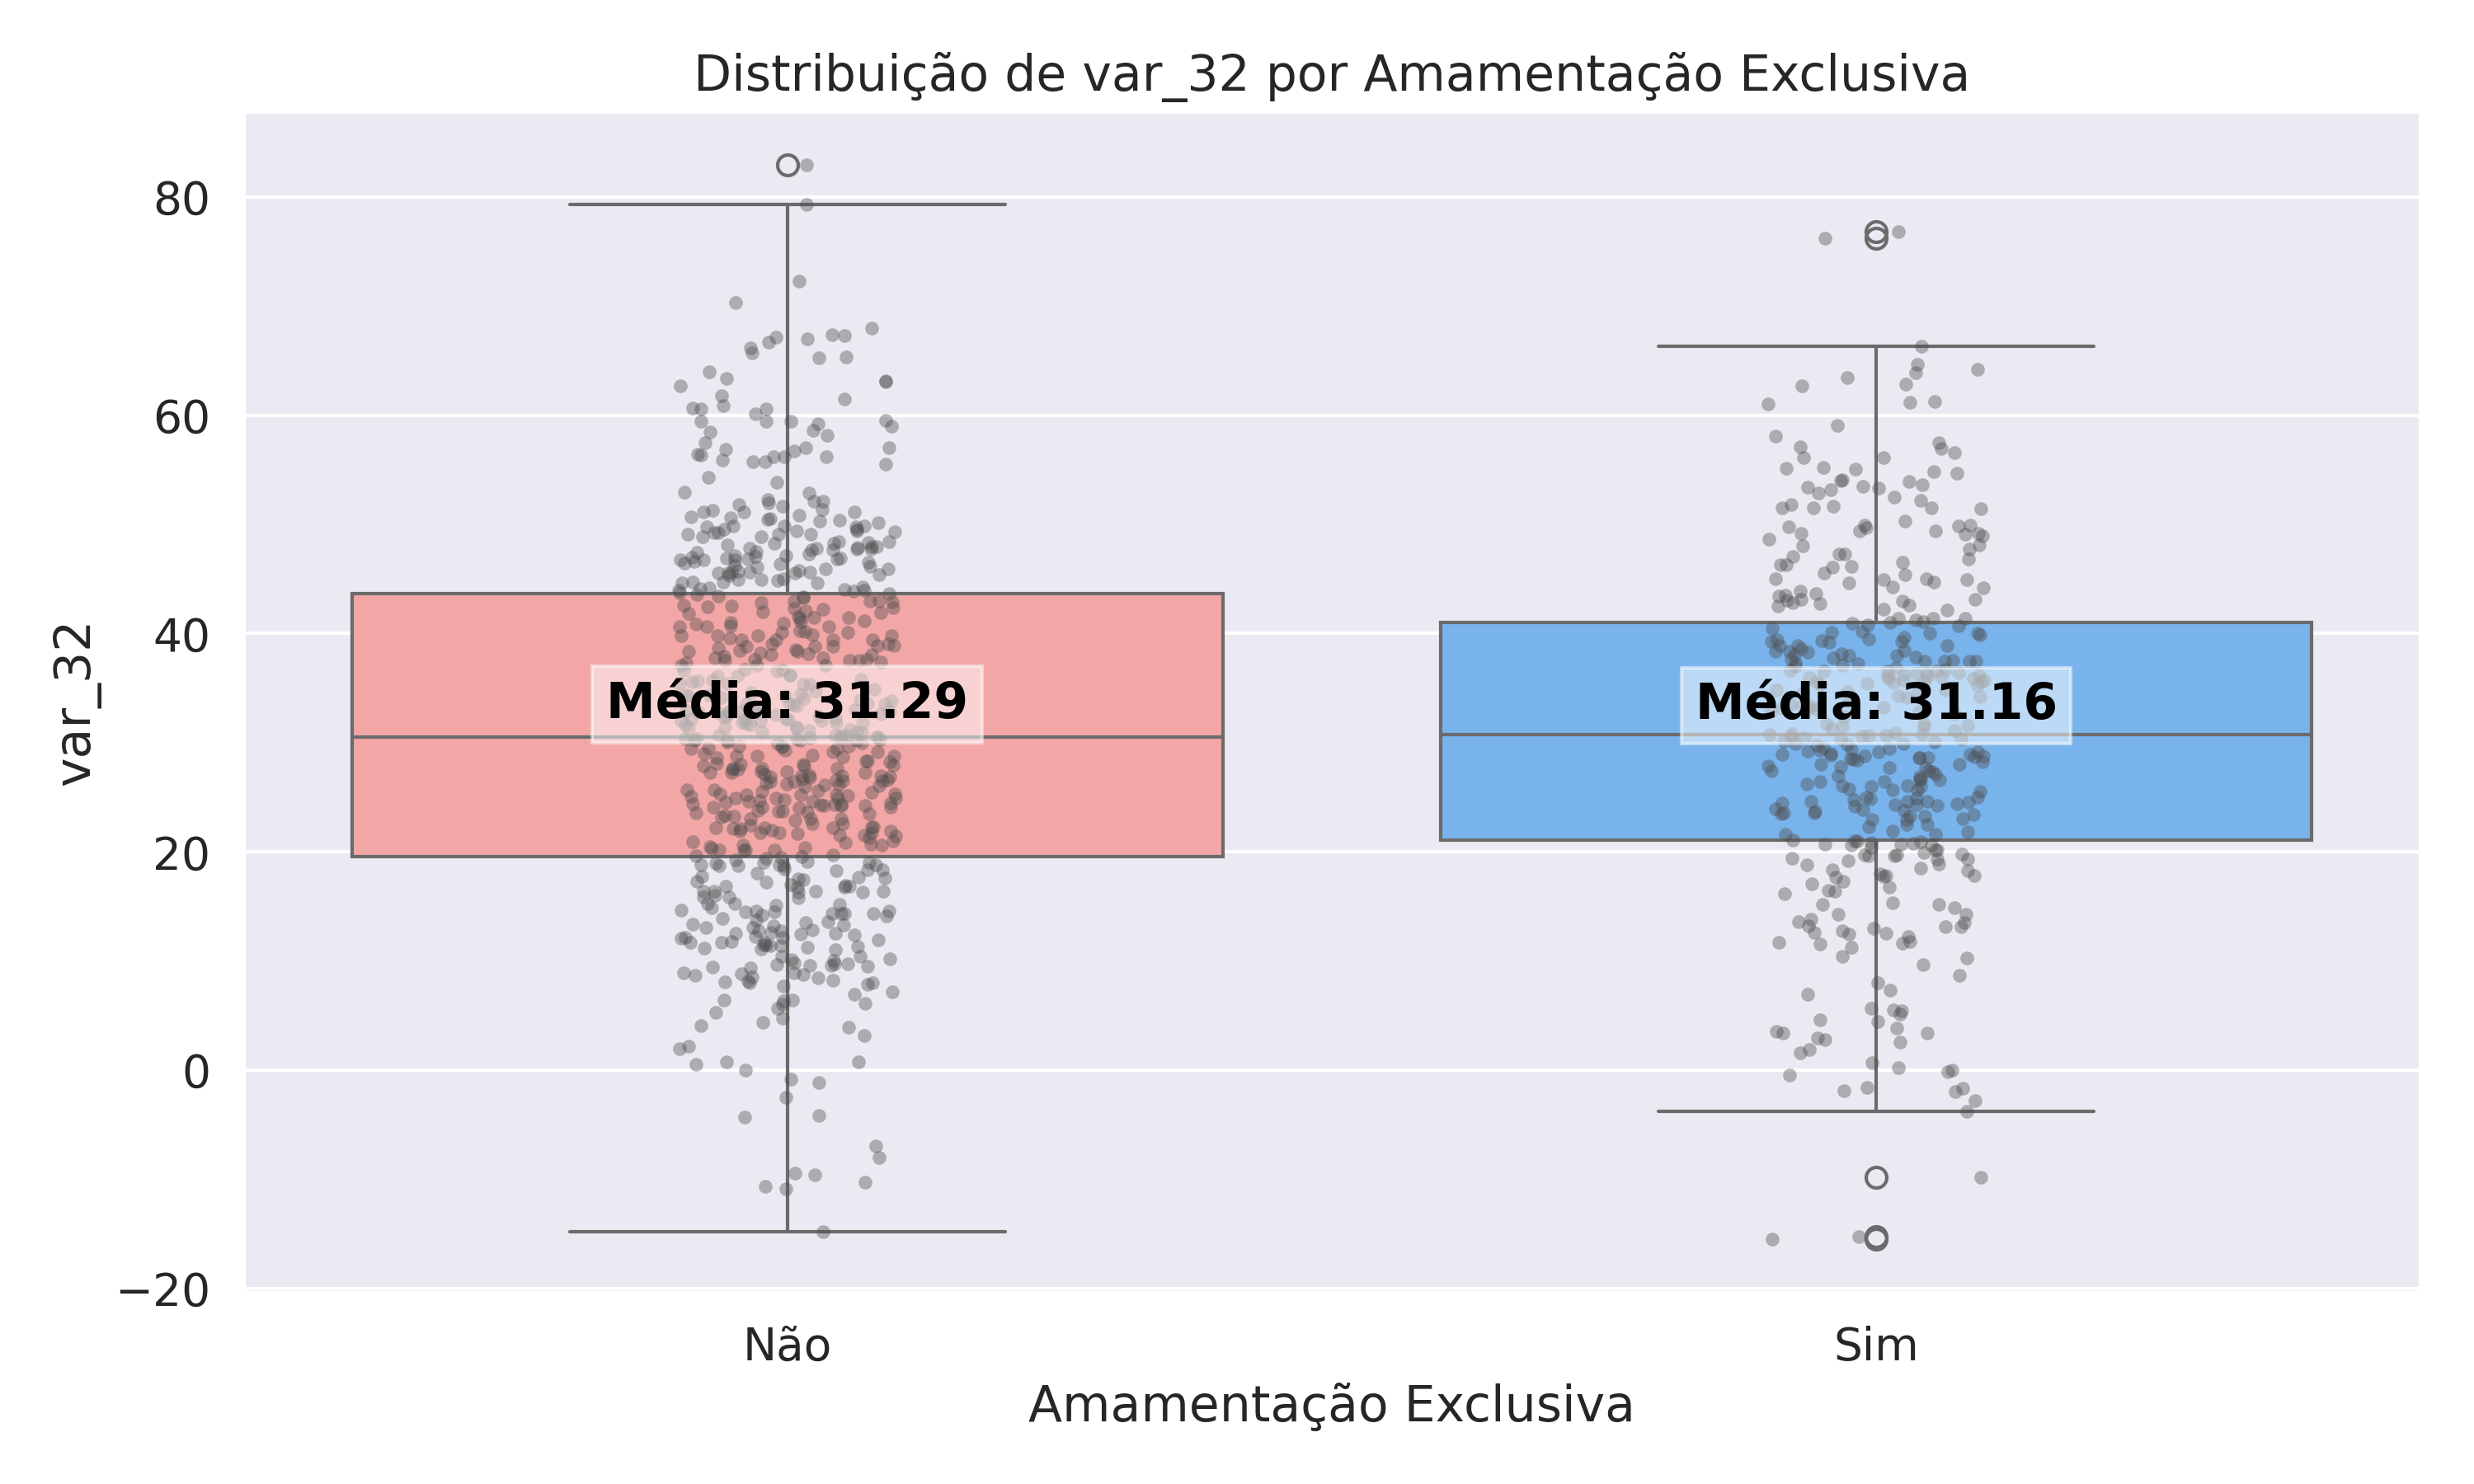 Distribuição de var_32 por Amamentação Exclusiva
var_32
80
60
40
20
0
−20
Média: 31.29
Média: 31.16
Não
Sim
Amamentação Exclusiva